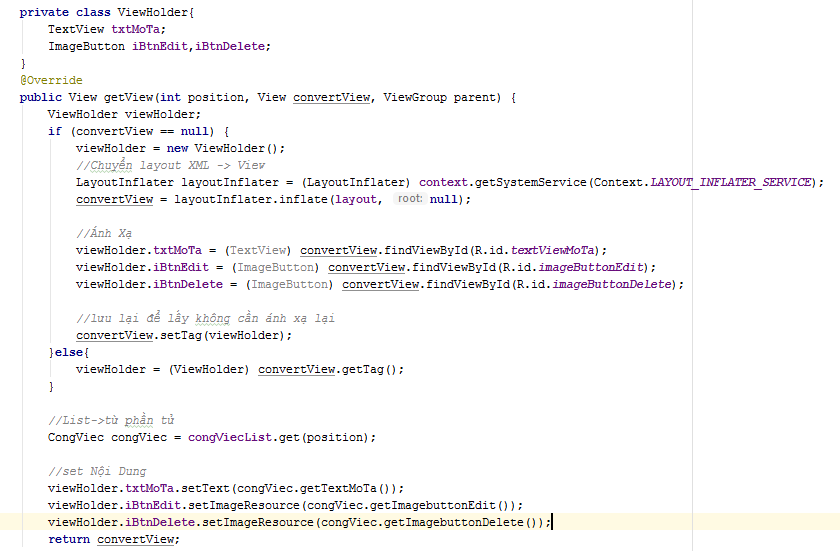 private class ViewHolder{
TextView txtMoTa;
ImageButton iBtnEdit,iBtnDelete;
}
@Override
public View getView(int position, View convertView, ViewGroup parent) {
ViewHolder viewHolder;
if (convertView == null) {
viewHolder = new ViewHolder();
//Chuyển layout XML -> View
LayoutInflater layoutInflater = (LayoutInflater) context.getSystemService(Context.LAYOUT_INFLATER_SERVICE);
convertView = layoutInflater.inflate(layout, root: null);
//Ánh Xạ
viewHolder.txtMoTa = (TextView) convertView.findViewById(R.id.textViewMoTa);
viewHolder.iBtnEdit = (ImageButton) convertView.findViewById(R.id.imageButtonEdit);
viewHolder.iBtnDelete = (ImageButton) convertView.findViewById(R.id.imageButtonDelete);
//lưu lại để lấy không cần ánh xạ lại
convertView.setTag(viewHolder);
}else{
viewHolder = (ViewHolder) convertView.getTag();
}
//List->từ phần tử
CongViec congViec = congViecList.get(position);
//set Nội Dung
viewHolder.txtMoTa.setText(congViec.getTextMoTa());
viewHolder.iBtnEdit.setImageResource(congViec.getImagebuttonEdit());
viewHolder.iBtnDelete.setImageResource(congViec.getImagebuttonDelete());
return convertView;